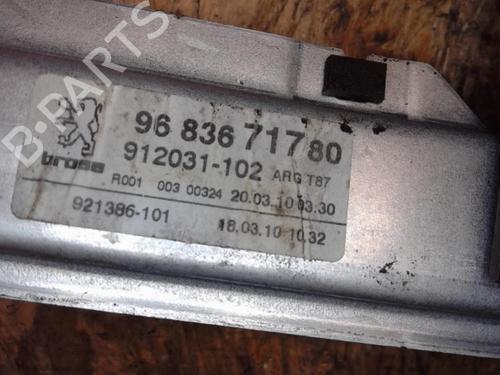 B-PARTS
96 836 717 80
brose 912031-102 ARG T87
R001 003 00324 20.03.10 03.30
921386-101 18.03.10 10.32